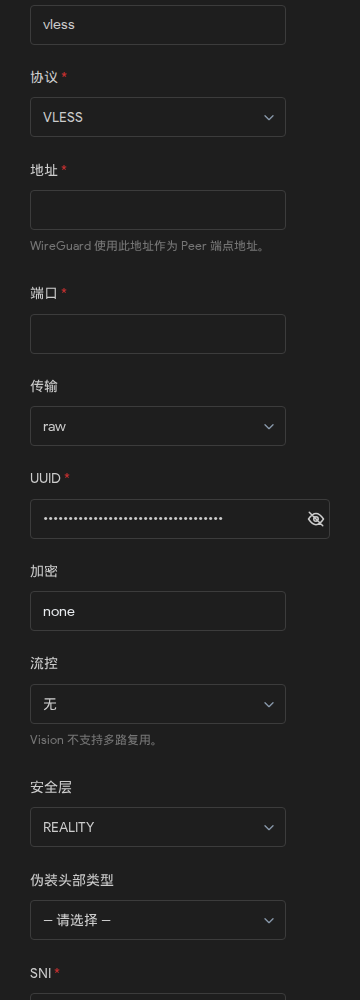 vless
协议 *
VLESS
地址 *
WireGuard 使用此地址作为 Peer 端点地址。
端口 *
传输
raw
UUID *
••••••••••••••••••••••••••••••••••••
加密
none
流控
无
Vision 不支持多路复用。
安全层
REALITY
伪装头部类型
— 请选择 —
SNI *